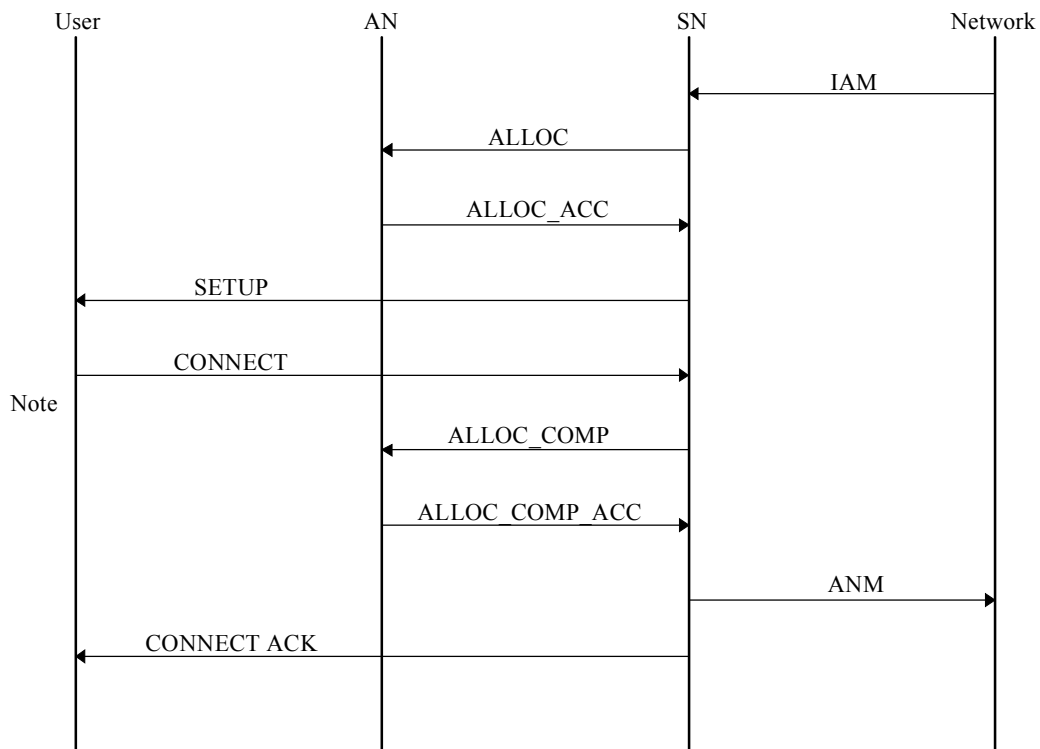 User AN SN Network
IAM
ALLOC
ALLOC_ACC
SETUP
CONNECT
Note
ALLOC_COMP
ALLOC_COMP_ACC
ANM
CONNECT ACK